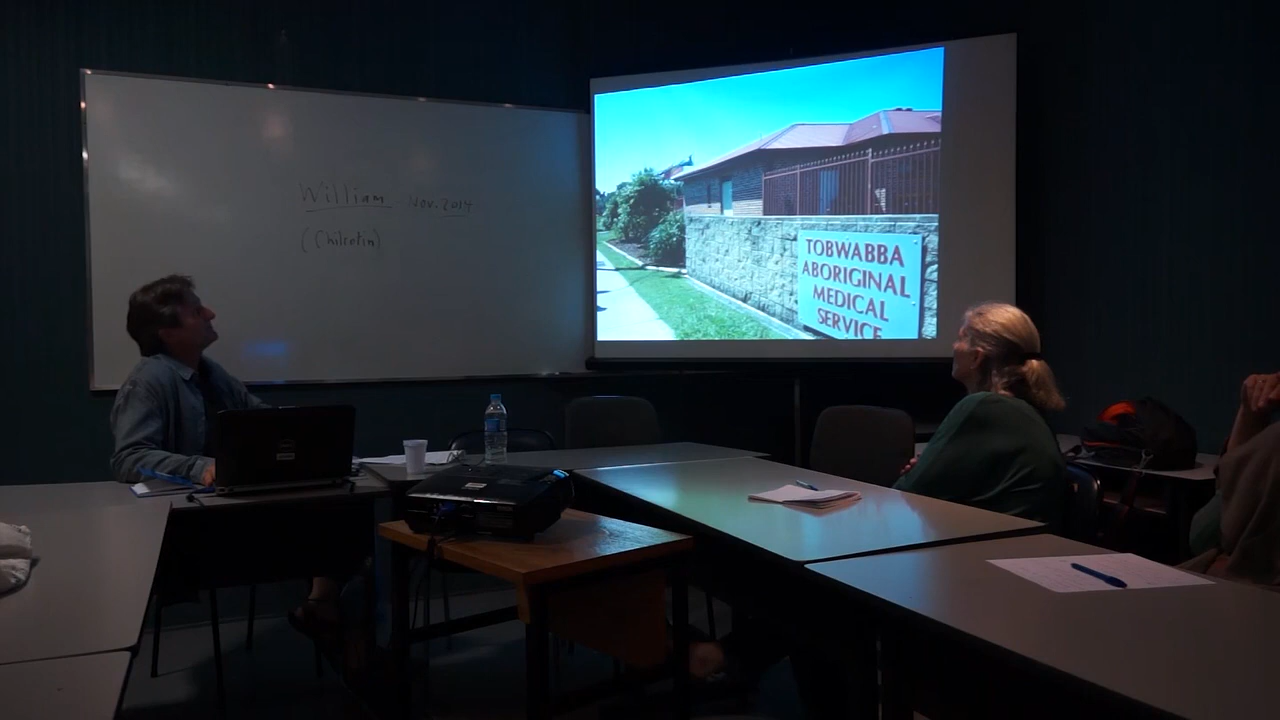 William Nov. 2014
(Chilcotin)
TOBWABBA
ABORIGINAL
MEDICAL
SERVICE